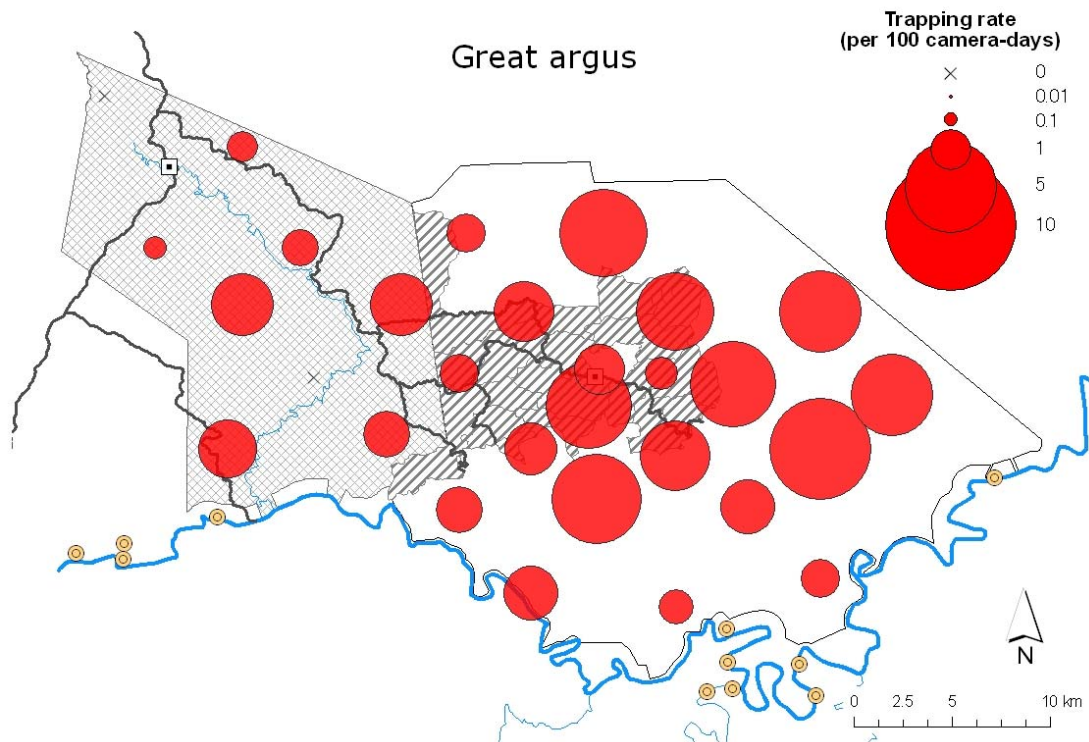 Great argus
Trapping rate
(per 100 camera-days)
0
0.01
0.1
1
5
10
N
0 2.5 5 10 km